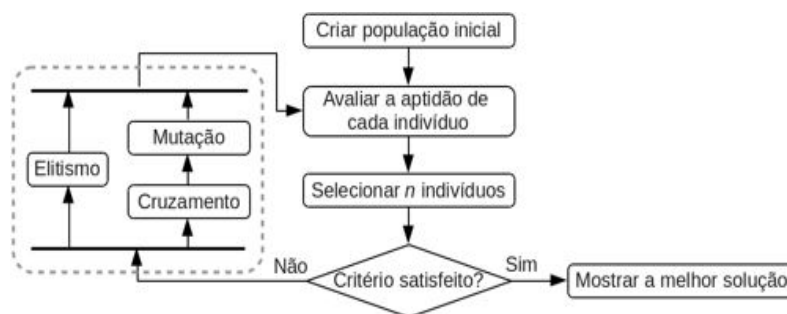 Criar população inicial
Avaliar a aptidão de
cada indivíduo
Selecionar n indivíduos
Critério satisfeito?
Sim
Mostrar a melhor solução
Não
Cruzamento
Mutação
Elitismo